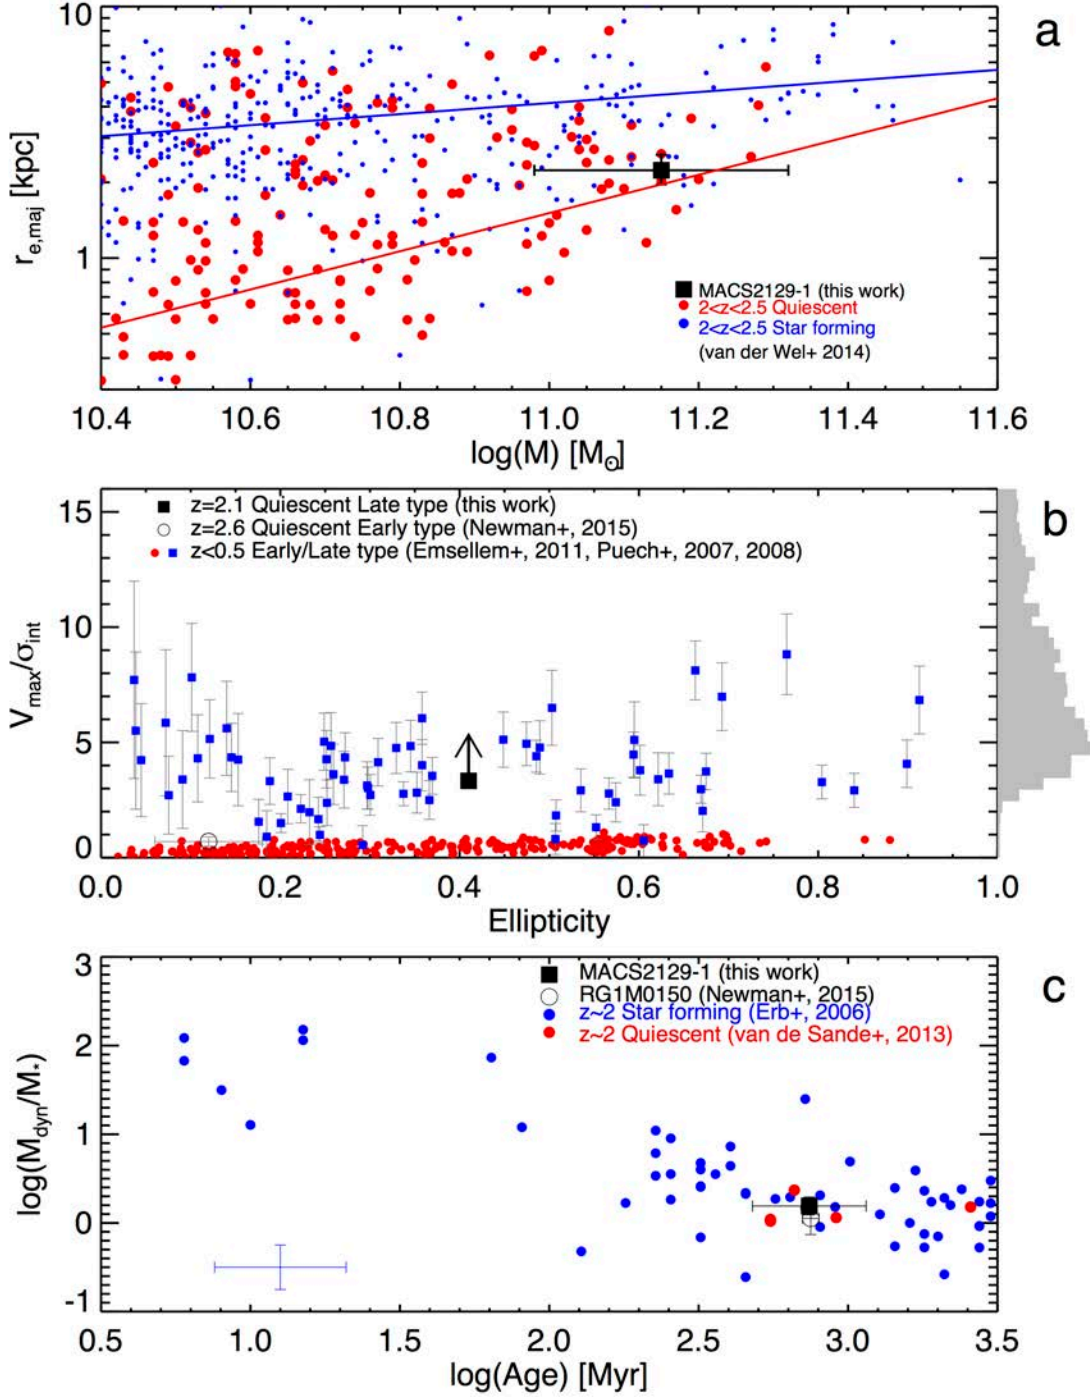 10
a
r_e,maj [kpc]
1
MACS2129-1 (this work)
2<z<2.5 Quiescent
2<z<2.5 Star forming
(van der Wel+ 2014)
10.4 10.6 10.8 11.0 11.2 11.4 11.6
log(M) [M⊙]
15
b
z=2.1 Quiescent Late type (this work)
z=2.6 Quiescent Early type (Newman+, 2015)
z<0.5 Early/Late type (Emsellem+, 2011, Puech+, 2007, 2008)
V_max/σ_int
10
5
0
0.0 0.2 0.4 0.6 0.8 1.0
Ellipticity
3
c
MACS2129-1 (this work)
RG1M0150 (Newman+, 2015)
z~2 Star forming (Erb+, 2006)
z~2 Quiescent (van de Sande+, 2013)
log(M_dyn/M_*)
2
1
0
-1
0.5 1.0 1.5 2.0 2.5 3.0 3.5
log(Age) [Myr]